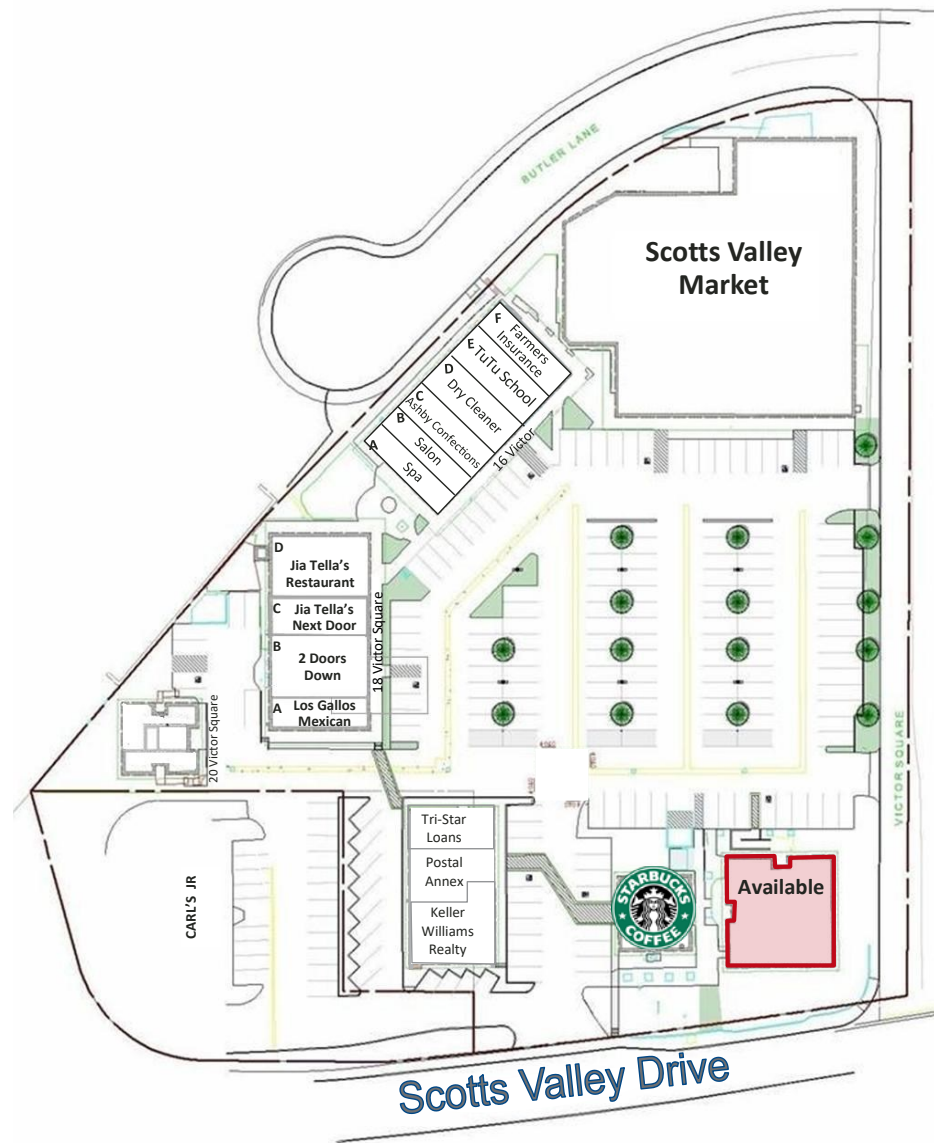 BUTLER LANE
Scotts Valley
Market
F
Farmers
Insurance
E
TuTu School
D
Dry Cleaner
C
Ashby Confections
B
Salon
A
Spa
16 Victor
D
Jia Tella's
Restaurant
C
Jia Tella's
Next Door
B
2 Doors
Down
A
Los Gallos
Mexican
18 Victor Square
20 Victor Square
VICTOR SQUARE
Tri-Star
Loans
Postal
Annex
Keller
Williams
Realty
CARL'S JR
STARBUCKS
COFFEE
Available
Scotts Valley Drive